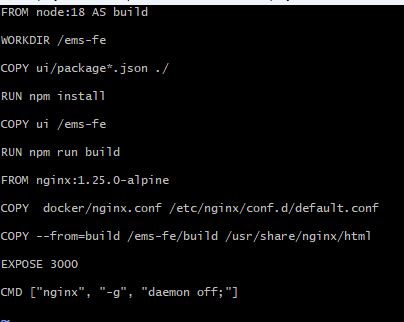 FROM node:18 AS build
WORKDIR /ems-fe
COPY ui/package*.json ./
RUN npm install
COPY ui /ems-fe
RUN npm run build
FROM nginx:1.25.0-alpine
COPY  docker/nginx.conf /etc/nginx/conf.d/default.conf
COPY --from=build /ems-fe/build /usr/share/nginx/html
EXPOSE 3000
CMD ["nginx", "-g", "daemon off;"]
~